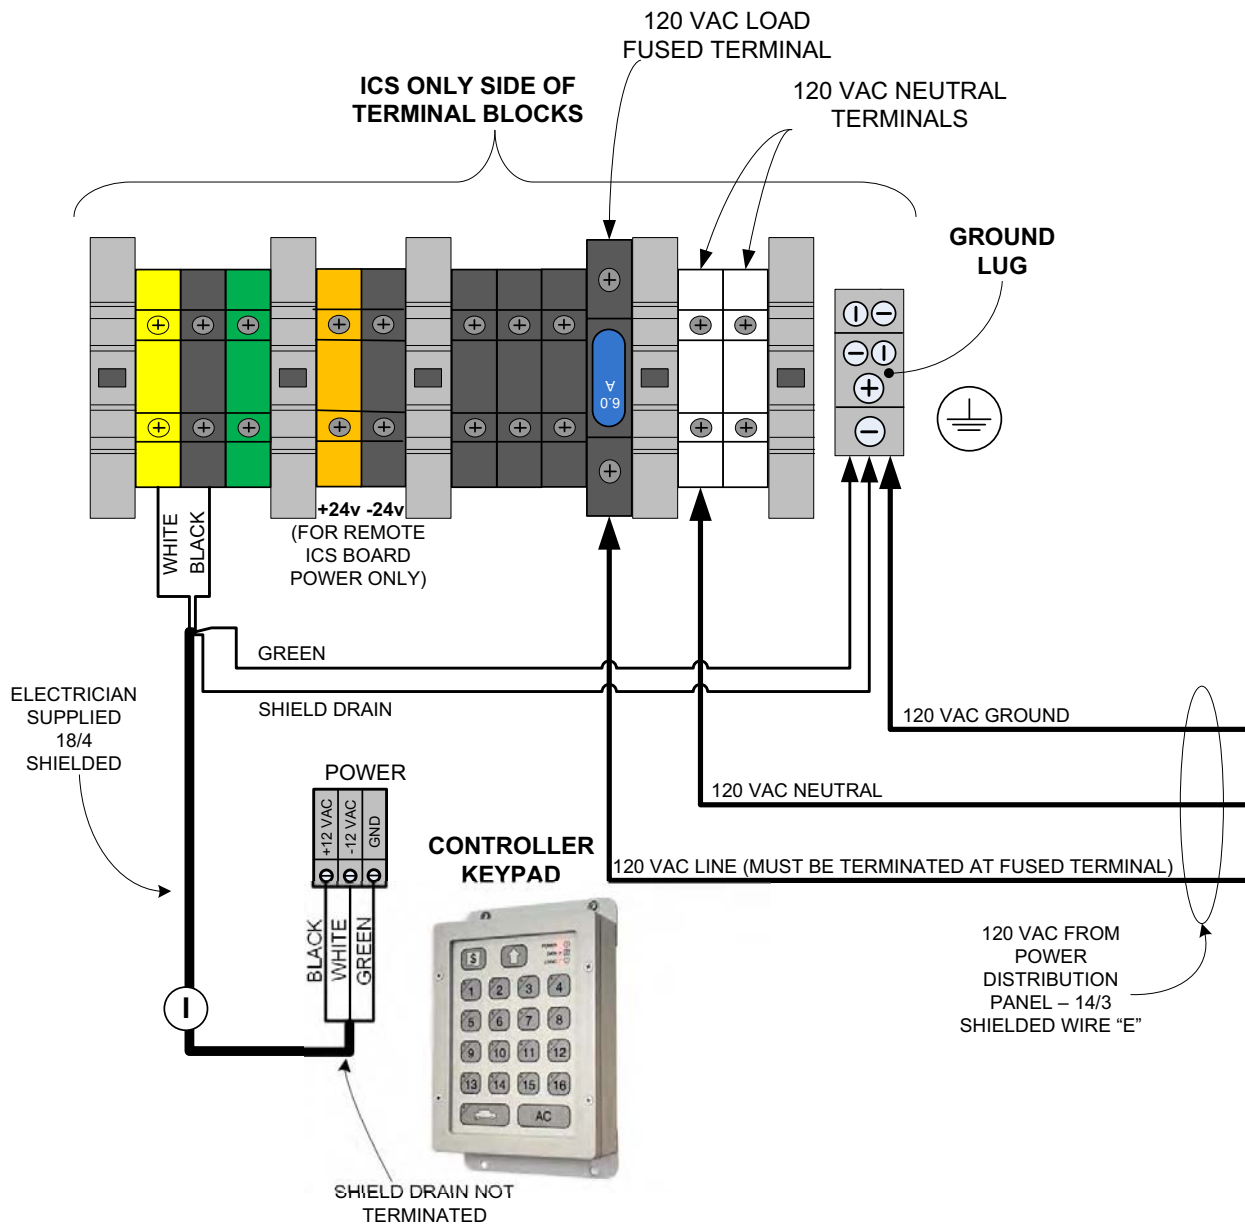 120 VAC LOAD
FUSED TERMINAL
ICS ONLY SIDE OF
TERMINAL BLOCKS
120 VAC NEUTRAL
TERMINALS
GROUND
LUG
6.0
A
+24v -24v
(FOR REMOTE
ICS BOARD
POWER ONLY)
WHITE
BLACK
GREEN
SHIELD DRAIN
ELECTRICIAN
SUPPLIED
18/4
SHIELDED
120 VAC GROUND
120 VAC NEUTRAL
120 VAC LINE (MUST BE TERMINATED AT FUSED TERMINAL)
POWER
+12 VAC
-12 VAC
GND
BLACK
WHITE
GREEN
I
CONTROLLER
KEYPAD
$
1 2 3 4
5 6 7 8
9 10 11 12
13 14 15 16
AC
120 VAC FROM
POWER
DISTRIBUTION
PANEL – 14/3
SHIELDED WIRE “E”
SHIELD DRAIN NOT
TERMINATED